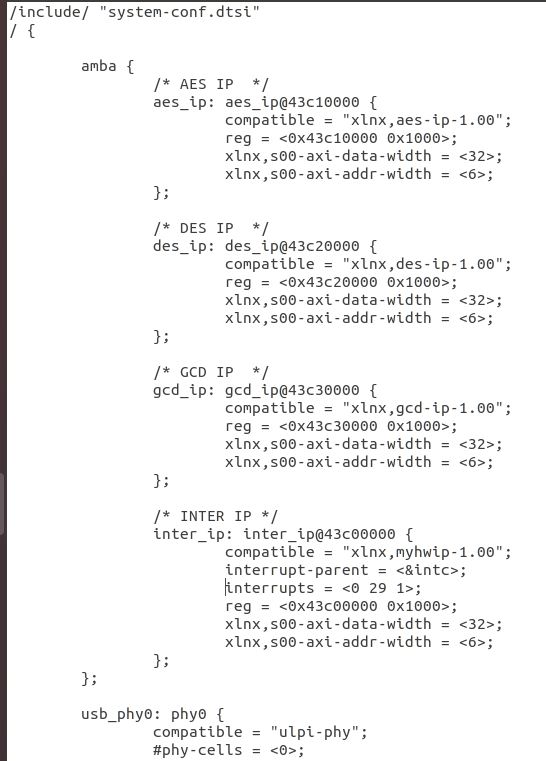 /include/ "system-conf.dtsi"
/ {
amba {
/* AES IP  */
aes_ip: aes_ip@43c10000 {
compatible = "xlnx,aes-ip-1.00";
reg = <0x43c10000 0x1000>;
xlnx,s00-axi-data-width = <32>;
xlnx,s00-axi-addr-width = <6>;
};
/* DES IP  */
des_ip: des_ip@43c20000 {
compatible = "xlnx,des-ip-1.00";
reg = <0x43c20000 0x1000>;
xlnx,s00-axi-data-width = <32>;
xlnx,s00-axi-addr-width = <6>;
};
/* GCD IP  */
gcd_ip: gcd_ip@43c30000 {
compatible = "xlnx,gcd-ip-1.00";
reg = <0x43c30000 0x1000>;
xlnx,s00-axi-data-width = <32>;
xlnx,s00-axi-addr-width = <6>;
};
/* INTER IP */
inter_ip: inter_ip@43c00000 {
compatible = "xlnx,myhwip-1.00";
interrupt-parent = <&intc>;
interrupts = <0 29 1>;
reg = <0x43c00000 0x1000>;
xlnx,s00-axi-data-width = <32>;
xlnx,s00-axi-addr-width = <6>;
};
};
usb_phy0: phy0 {
compatible = "ulpi-phy";
#phy-cells = <0>;